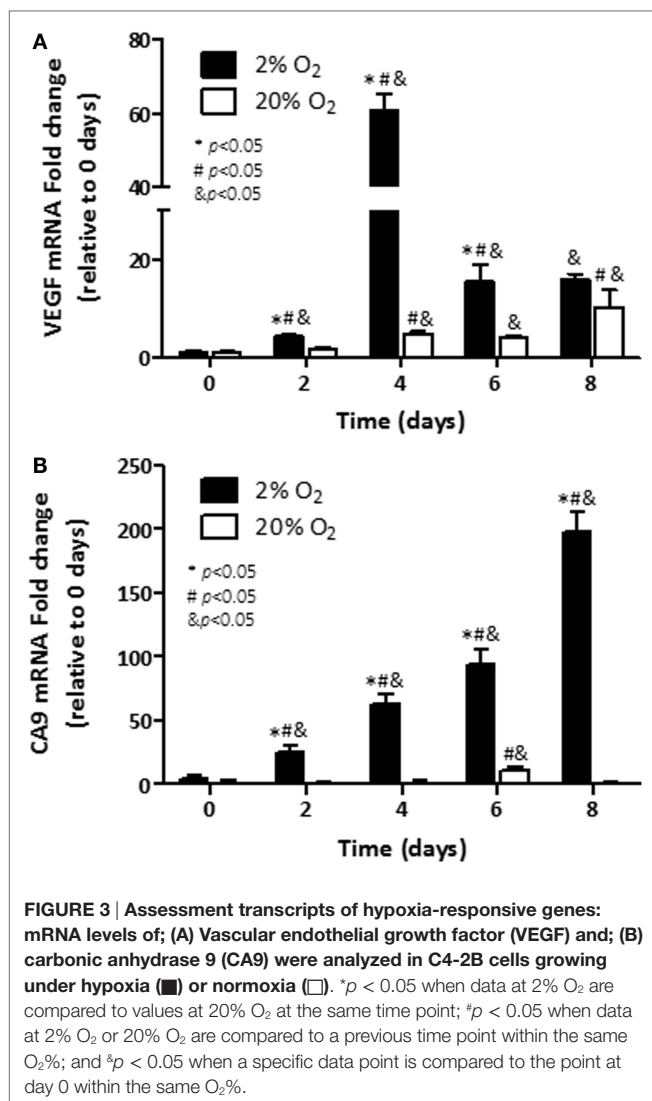 A
VEGF mRNA Fold change
(relative to 0 days)
80
60
40
20
0
2% O₂
20% O₂
* p<0.05
# p<0.05
&p<0.05
*#&
*#&
#&
*#&
&
&
#&
0 2 4 6 8
Time (days)
B
CA9 mRNA Fold change
(relative to 0 days)
250
200
150
100
50
0
2% O₂
20% O₂
* p<0.05
# p<0.05
&p<0.05
*#&
*#&
*#&
#&
*#&
0 2 4 6 8
Time (days)
FIGURE 3 | Assessment transcripts of hypoxia-responsive genes:
mRNA levels of; (A) Vascular endothelial growth factor (VEGF) and; (B)
carbonic anhydrase 9 (CA9) were analyzed in C4-2B cells growing
under hypoxia (■) or normoxia (□). *p < 0.05 when data at 2% O₂ are
compared to values at 20% O₂ at the same time point; #p < 0.05 when data
at 2% O₂ or 20% O₂ are compared to a previous time point within the same
O₂%; and &p < 0.05 when a specific data point is compared to the point at
day 0 within the same O₂%.